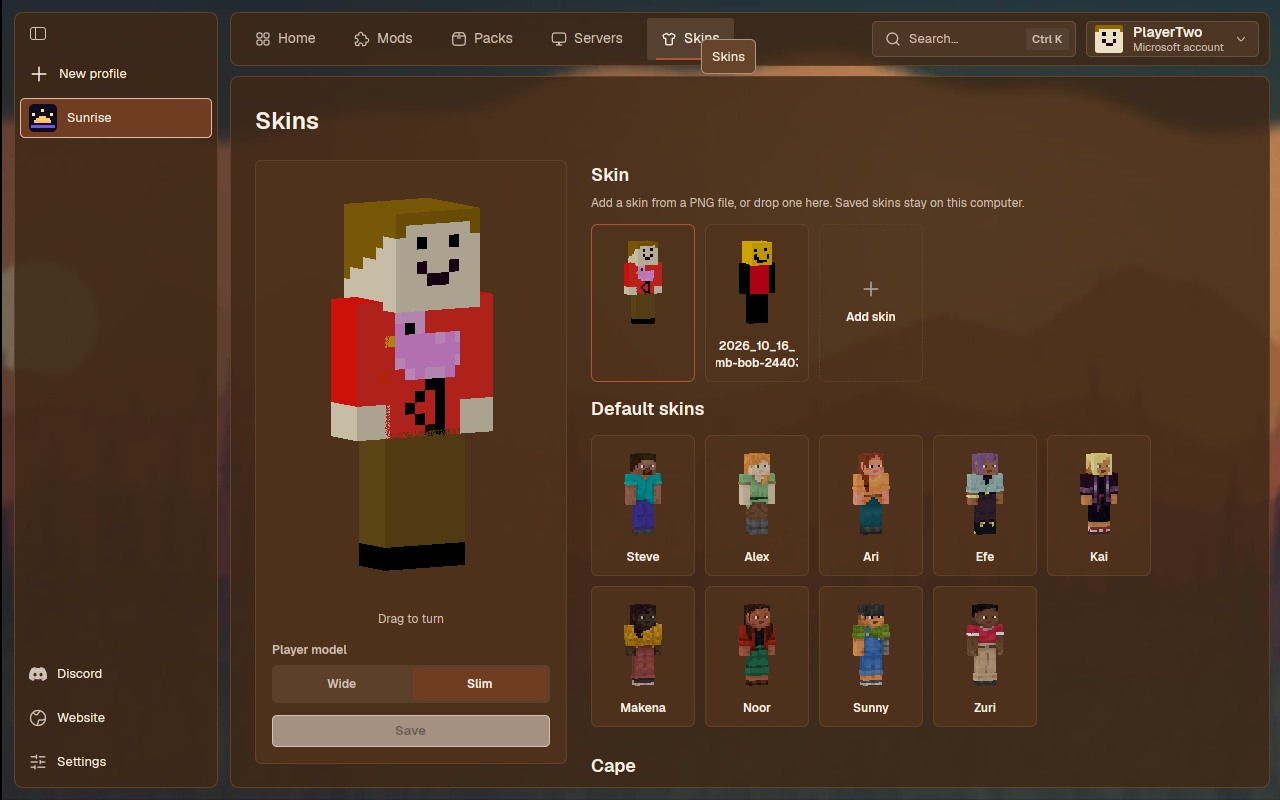 Home
Mods
Packs
Servers
Skins
Search...
Ctrl K
PlayerTwo
Microsoft account
Skins
New profile
Sunrise
Discord
Website
Settings
Skins
Drag to turn
Player model
Wide
Slim
Save
Skin
Add a skin from a PNG file, or drop one here. Saved skins stay on this computer.
2026_10_16_
mb-bob-24403
Add skin
Default skins
Steve
Alex
Ari
Efe
Kai
Makena
Noor
Sunny
Zuri
Cape